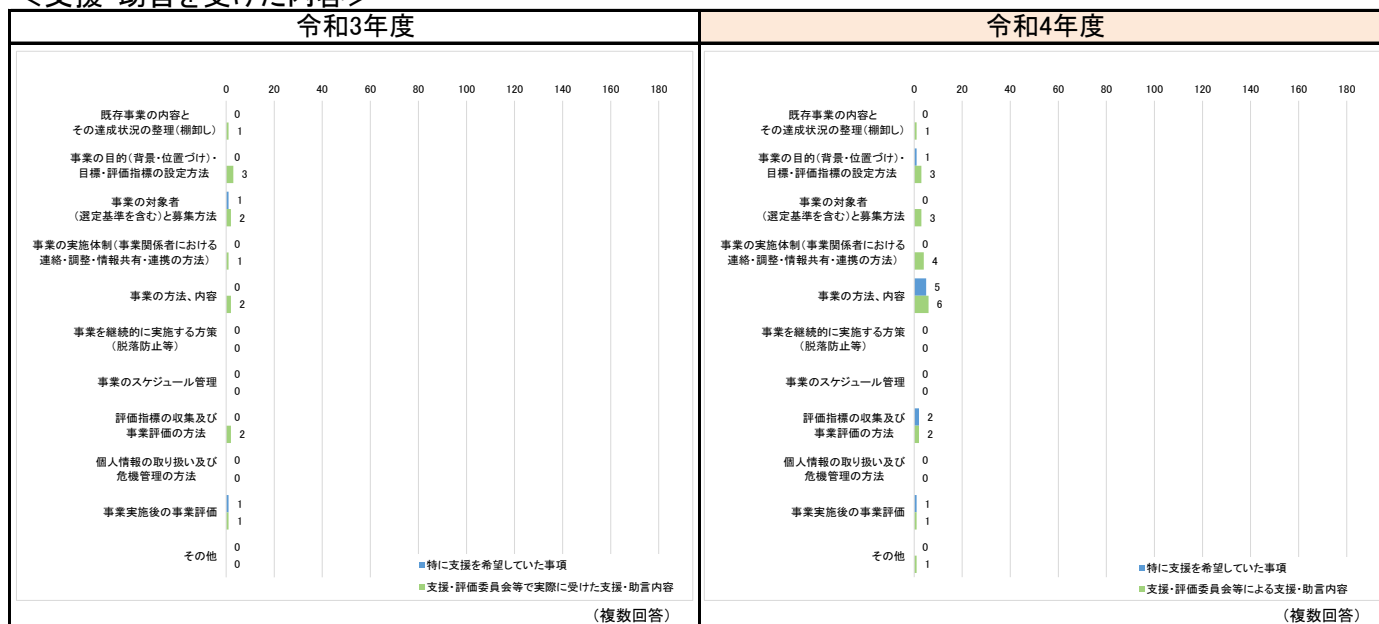 ＜支援・助言を受けた内容＞
令和3年度
0 20 40 60 80 100 120 140 160 180
既存事業の内容と
その達成状況の整理（棚卸し）
0
1
事業の目的（背景・位置づけ）・
目標・評価指標の設定方法
0
3
事業の対象者
（選定基準を含む）と募集方法
1
2
事業の実施体制（事業関係者における
連絡・調整・情報共有・連携の方法）
0
1
事業の方法、内容
0
2
事業を継続的に実施する方策
（脱落防止等）
0
0
事業のスケジュール管理
0
0
評価指標の収集及び
事業評価の方法
0
2
個人情報の取り扱い及び
危機管理の方法
0
0
事業実施後の事業評価
1
1
その他
0
0
■特に支援を希望していた事項
■支援・評価委員会等で実際に受けた支援・助言内容
（複数回答）
令和4年度
0 20 40 60 80 100 120 140 160 180
既存事業の内容と
その達成状況の整理（棚卸し）
0
1
事業の目的（背景・位置づけ）・
目標・評価指標の設定方法
1
3
事業の対象者
（選定基準を含む）と募集方法
0
3
事業の実施体制（事業関係者における
連絡・調整・情報共有・連携の方法）
0
4
事業の方法、内容
5
6
事業を継続的に実施する方策
（脱落防止等）
0
0
事業のスケジュール管理
0
0
評価指標の収集及び
事業評価の方法
2
2
個人情報の取り扱い及び
危機管理の方法
0
0
事業実施後の事業評価
1
1
その他
0
1
■特に支援を希望していた事項
■支援・評価委員会等による支援・助言内容
（複数回答）